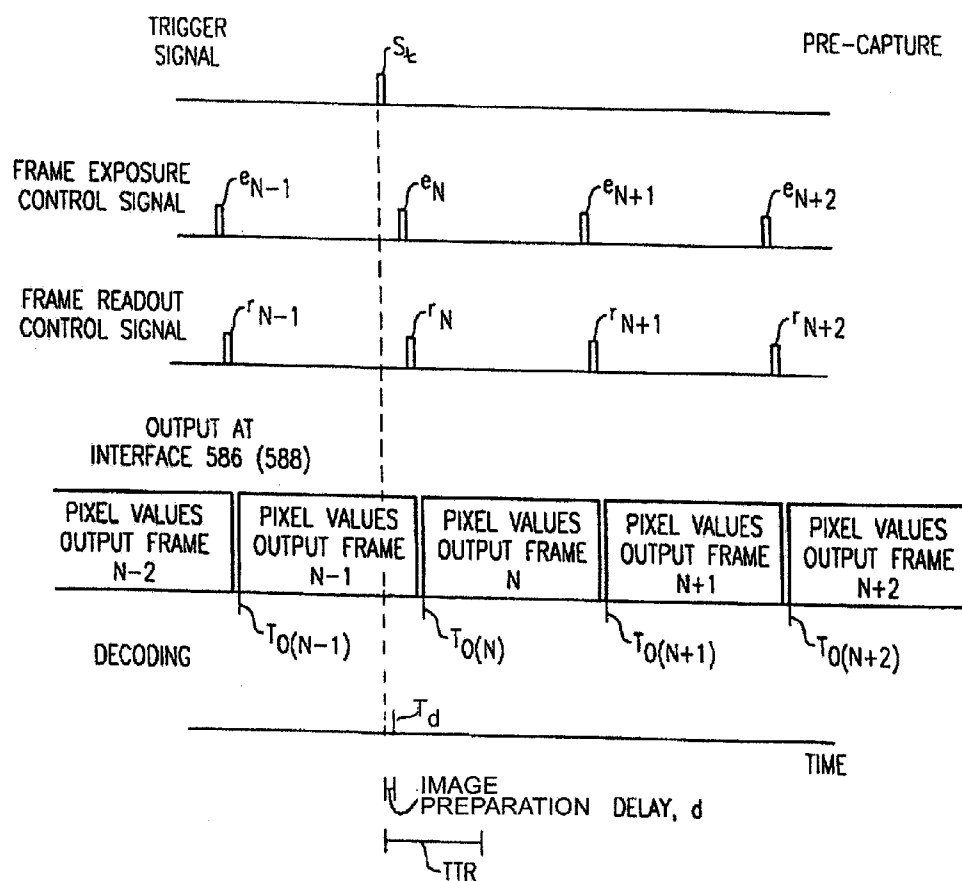 TRIGGER
SIGNAL
PRE-CAPTURE
St
FRAME EXPOSURE
CONTROL SIGNAL
eN-1
eN
eN+1
eN+2
FRAME READOUT
CONTROL SIGNAL
rN-1
rN
rN+1
rN+2
OUTPUT AT
INTERFACE 586 (588)
PIXEL VALUES
OUTPUT FRAME
N-2
PIXEL VALUES
OUTPUT FRAME
N-1
PIXEL VALUES
OUTPUT FRAME
N
PIXEL VALUES
OUTPUT FRAME
N+1
PIXEL VALUES
OUTPUT FRAME
N+2
DECODING
TO(N-1)
TO(N)
TO(N+1)
TO(N+2)
Td
TIME
IMAGE
PREPARATION DELAY, d
TTR